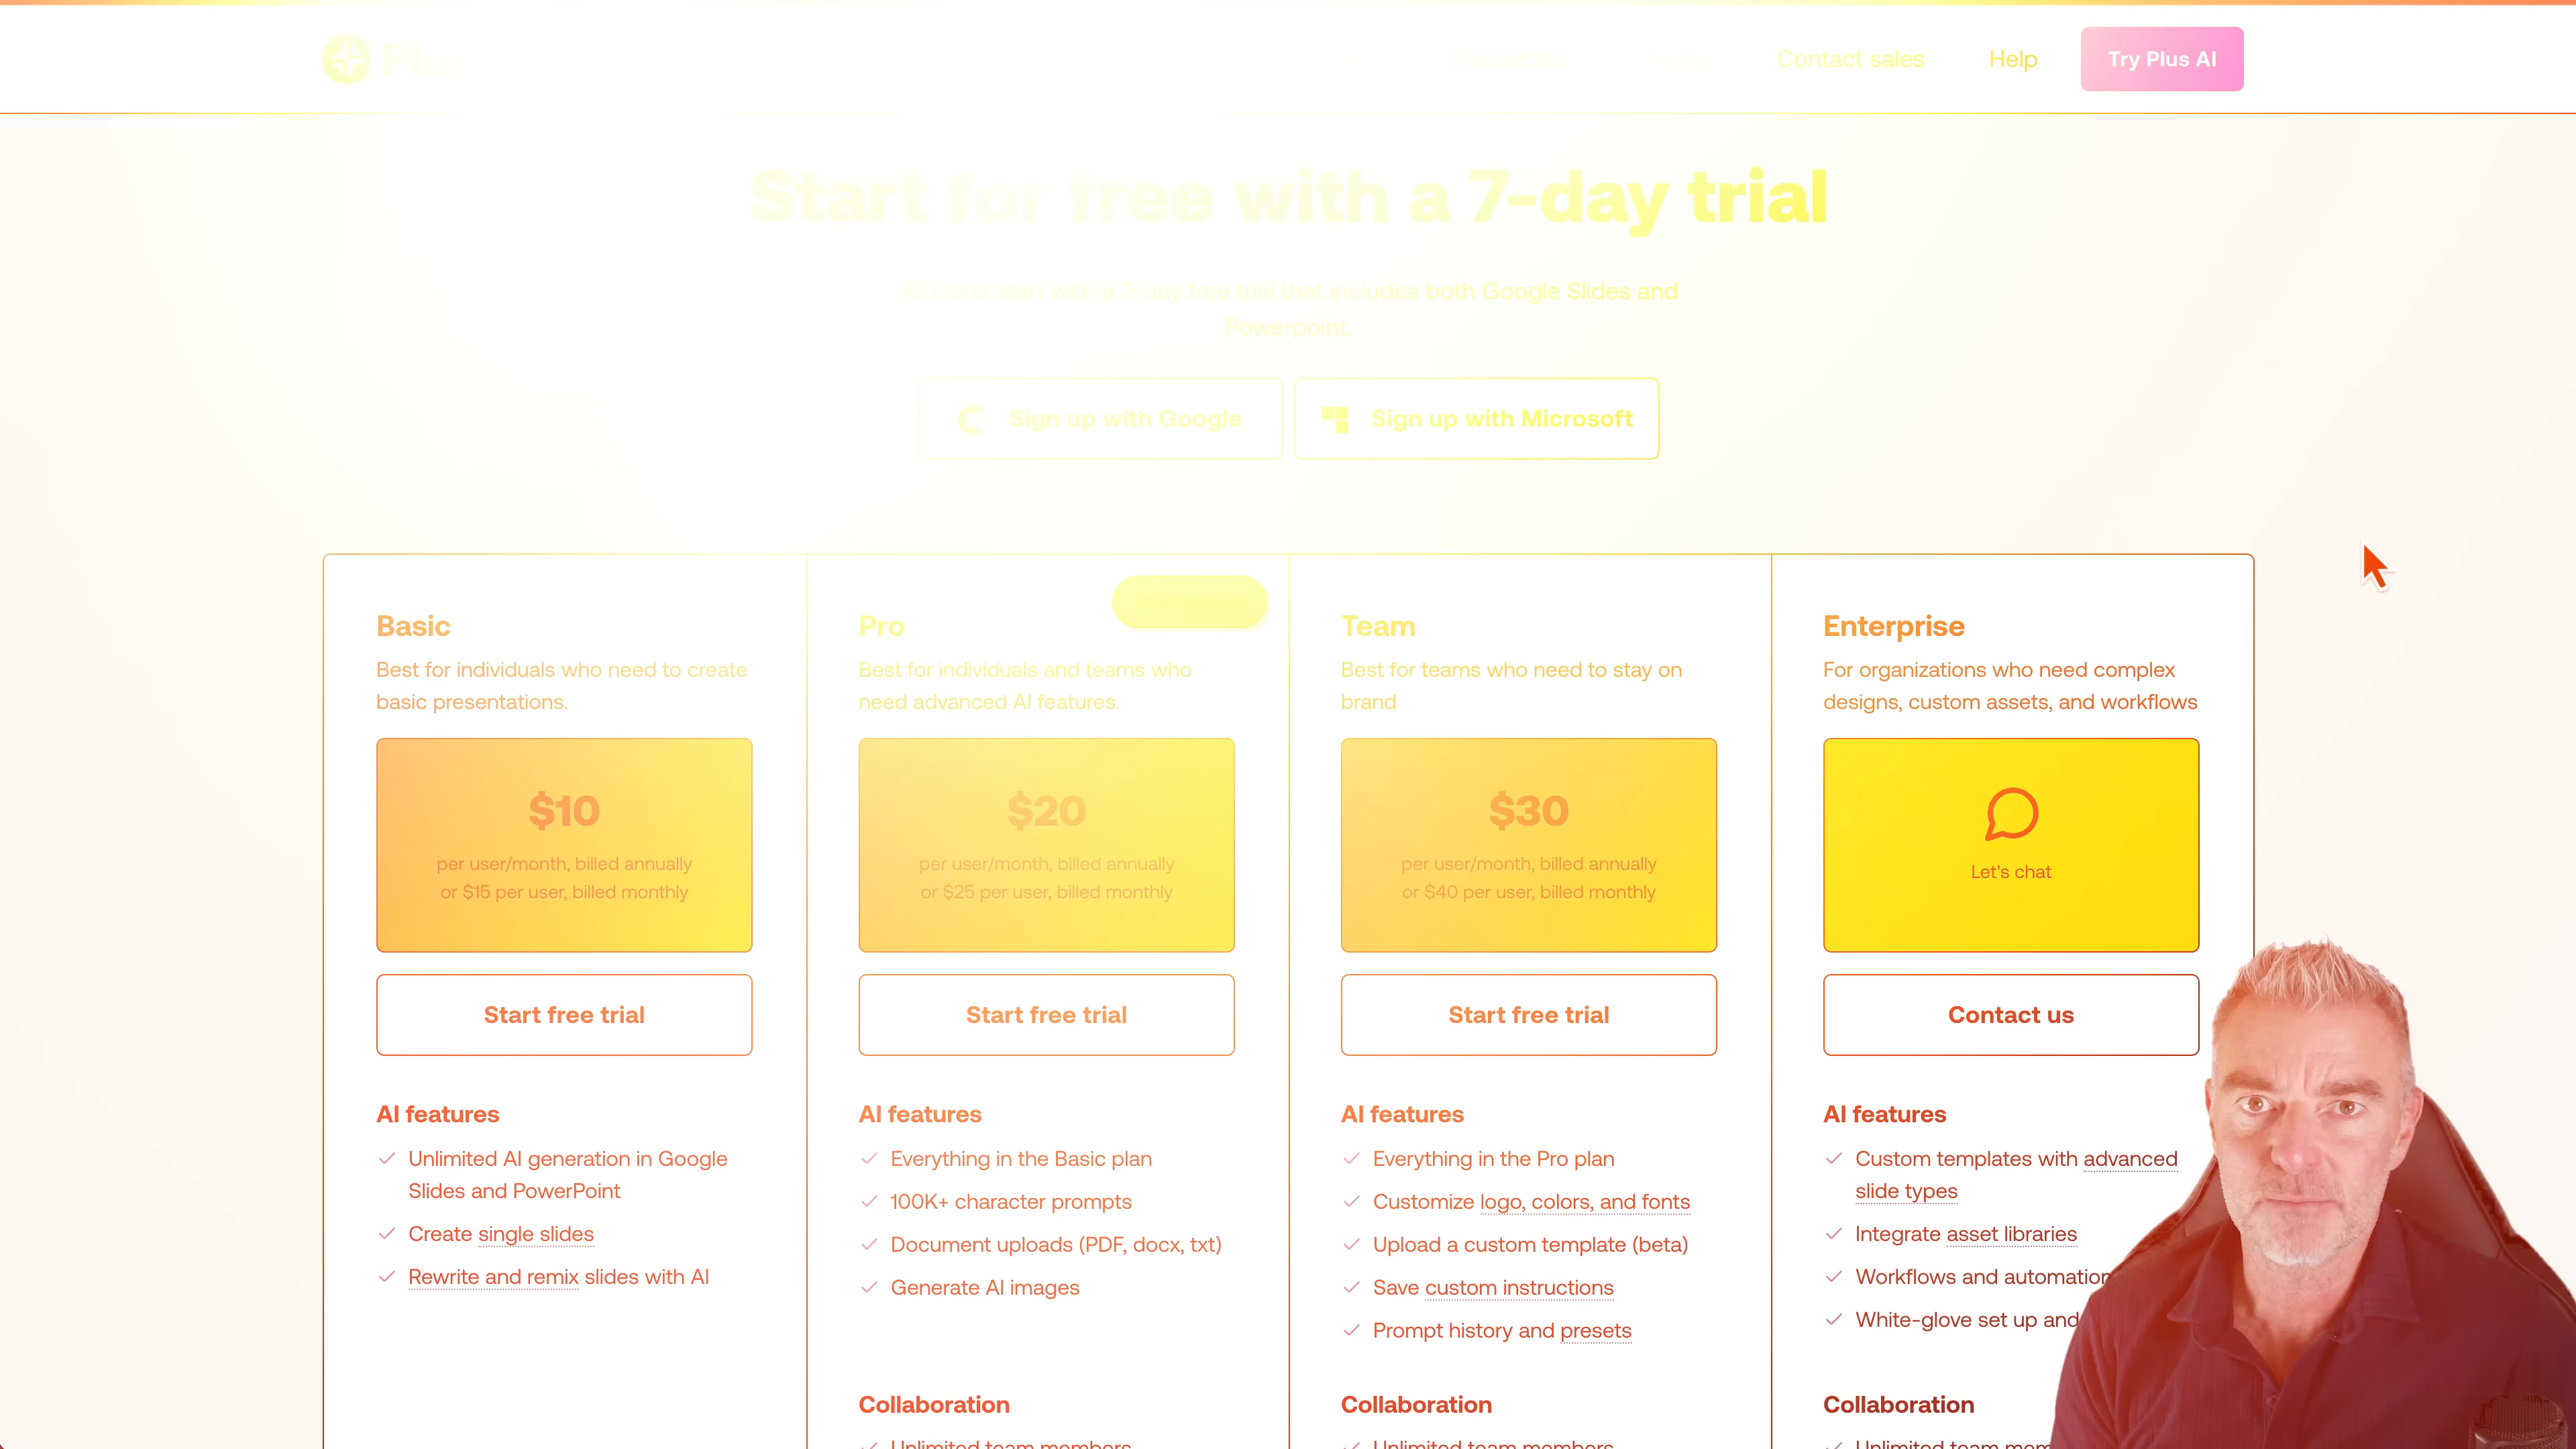 Plus
Contact sales
Help
Try Plus AI
Start for free with a 7-day trial
All plans start with a 7-day free trial that includes both Google Slides and
Powerpoint.
Sign up with Google
Sign up with Microsoft
Basic
Best for individuals who need to create
basic presentations.
$10
per user/month, billed annually
or $15 per user, billed monthly
Start free trial
AI features
Unlimited AI generation in Google
Slides and PowerPoint
Create single slides
Rewrite and remix slides with AI
Pro
Best for individuals and teams who
need advanced AI features.
$20
per user/month, billed annually
or $25 per user, billed monthly
Start free trial
AI features
Everything in the Basic plan
100K+ character prompts
Document uploads (PDF, docx, txt)
Generate AI images
Collaboration
Unlimited team members
Team
Best for teams who need to stay on
brand
$30
per user/month, billed annually
or $40 per user, billed monthly
Start free trial
AI features
Everything in the Pro plan
Customize logo, colors, and fonts
Upload a custom template (beta)
Save custom instructions
Prompt history and presets
Collaboration
Unlimited team members
Enterprise
For organizations who need complex
designs, custom assets, and workflows
Let's chat
Contact us
AI features
Custom templates with advanced
slide types
Integrate asset libraries
Workflows and automation
White-glove set up and
Collaboration
Unlimited team